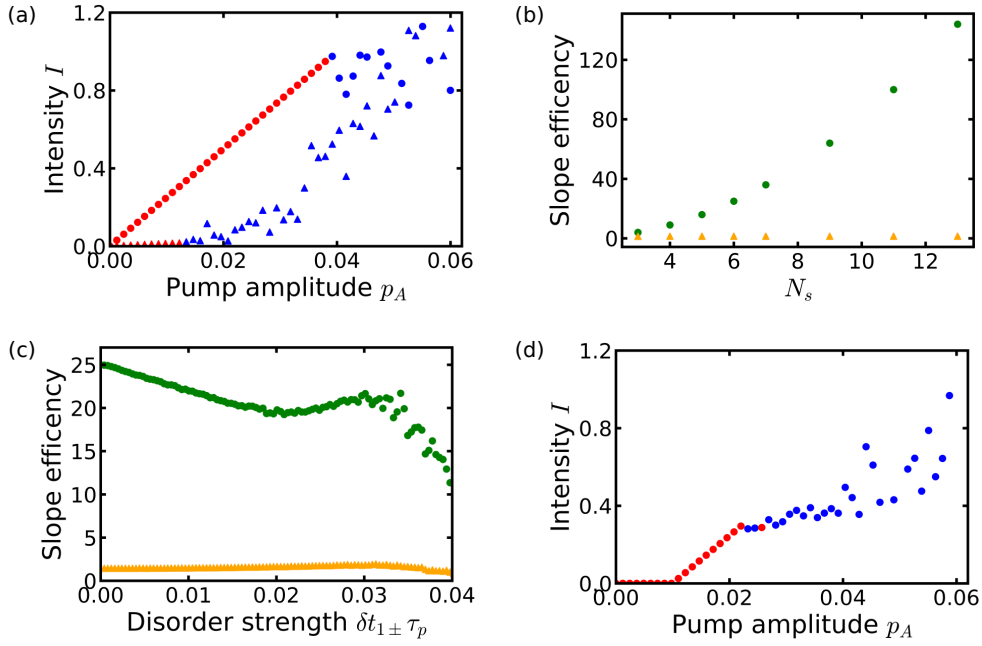 (a)
1.2
0.8
0.4
0.0
Intensity I
0.00 0.02 0.04 0.06
Pump amplitude p_A
(b)
120
80
40
0
Slope efficency
4 6 8 10 12
N_s
(c)
25
20
15
10
5
0
Slope efficency
0.00 0.01 0.02 0.03 0.04
Disorder strength δt_{1±}τ_p
(d)
1.2
0.8
0.4
0.0
Intensity I
0.00 0.02 0.04 0.06
Pump amplitude p_A